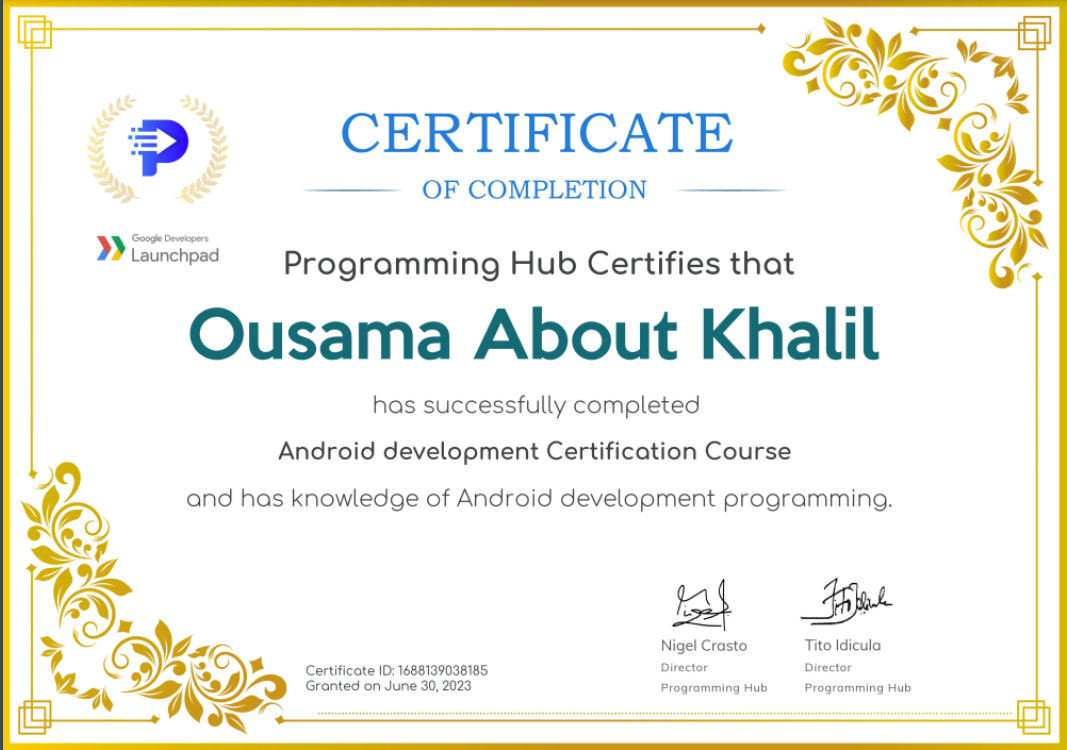 CERTIFICATE
OF COMPLETION
Google Developers
Launchpad
Programming Hub Certifies that
Ousama About Khalil
has successfully completed
Android development Certification Course
and has knowledge of Android development programming.
Nigel Crasto
Director
Programming Hub
Tito Idicula
Director
Programming Hub
Certificate ID: 1688139038185
Granted on June 30, 2023